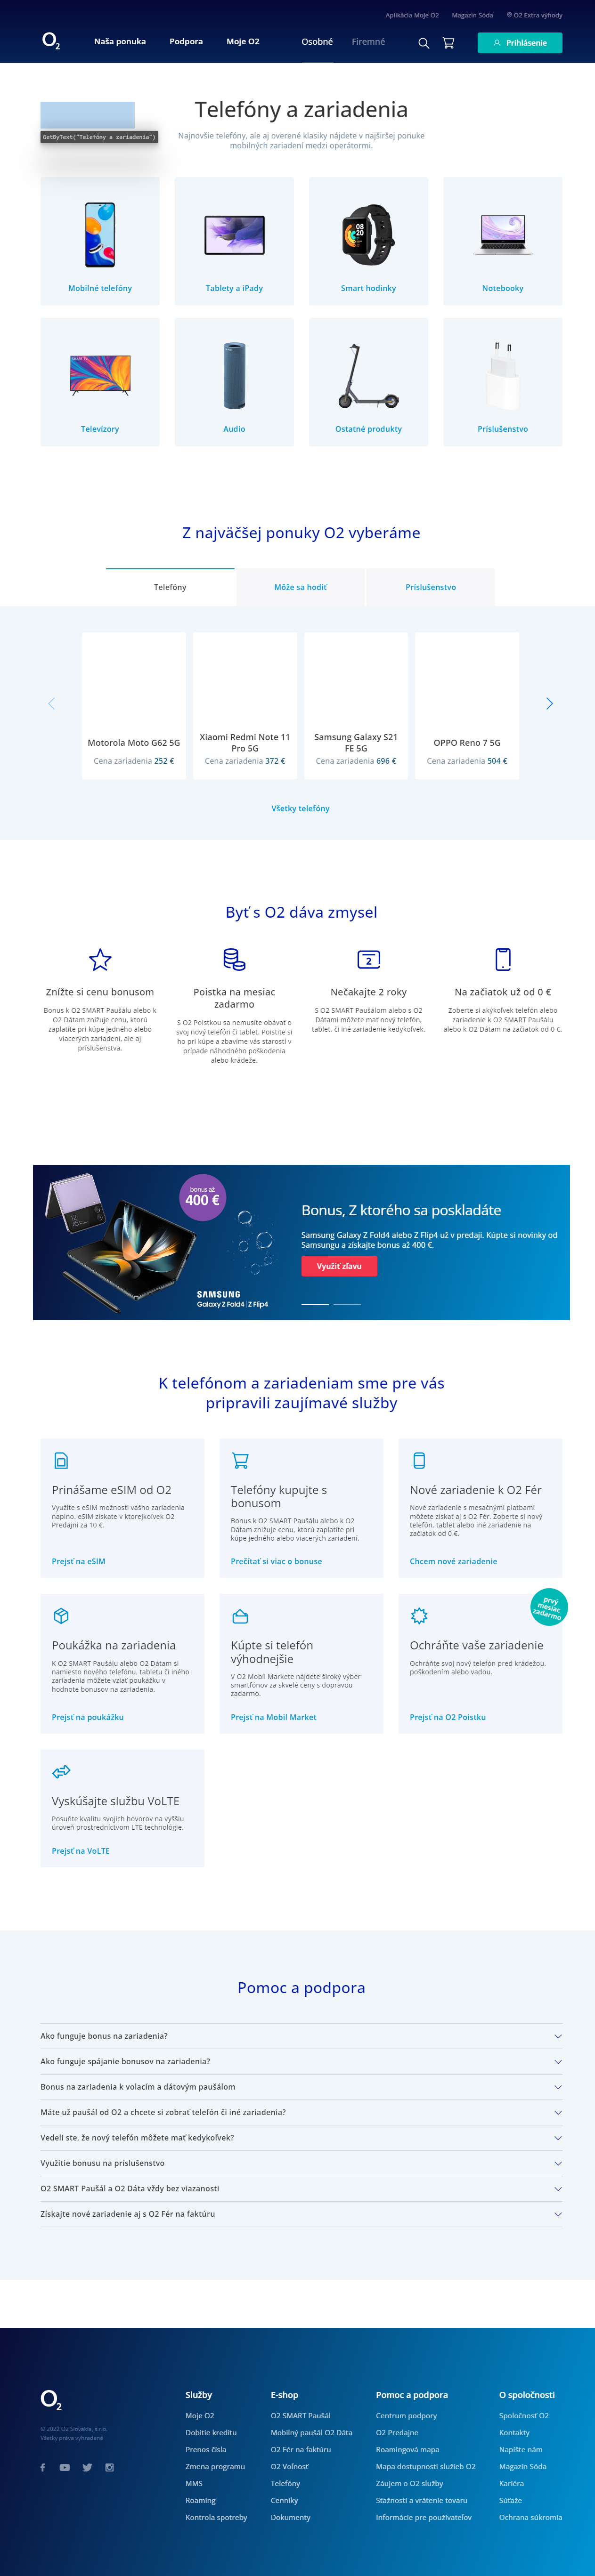 Aplikácia Moje O2 Magazín Sóda O2 Extra výhody
O2 Naša ponuka Podpora Moje O2 Osobné Firemné Prihlásenie
Telefóny a zariadenia
GetByText("Telefóny a zariadenia")
Najnovšie telefóny, ale aj overené klasiky nájdete v najširšej ponuke
mobilných zariadení medzi operátormi.
Mobilné telefóny Tablety a iPady Smart hodinky Notebooky
Televízory Audio Ostatné produkty Príslušenstvo
Z najväčšej ponuky O2 vyberáme
Telefóny Môže sa hodiť Príslušenstvo
Motorola Moto G62 5G
Cena zariadenia 252 €
Xiaomi Redmi Note 11
Pro 5G
Cena zariadenia 372 €
Samsung Galaxy S21
FE 5G
Cena zariadenia 696 €
OPPO Reno 7 5G
Cena zariadenia 504 €
Všetky telefóny
Byť s O2 dáva zmysel
Znížte si cenu bonusom
Bonus k O2 SMART Paušálu alebo k
O2 Dátam znižuje cenu, ktorú
zaplatíte pri kúpe jedného alebo
viacerých zariadení, ale aj
príslušenstva.
Poistka na mesiac
zadarmo
S O2 Poistkou sa nemusíte obávať o
svoj nový telefón či tablet. Poistite si
ho pri kúpe a zbavíme vás starostí v
prípade náhodného poškodenia
alebo krádeže.
2
Nečakajte 2 roky
S O2 SMART Paušálom alebo s O2
Dátami môžete mať nový telefón,
tablet, či iné zariadenie kedykoľvek.
Na začiatok už od 0 €
Zoberte si akýkoľvek telefón alebo
zariadenie k O2 SMART Paušálu
alebo k O2 Dátam na začiatok od 0 €.
bonus až
400 €
SAMSUNG
Galaxy Z Fold4 | Z Flip4
Bonus, Z ktorého sa poskladáte
Samsung Galaxy Z Fold4 alebo Z Flip4 už v predaji. Kúpte si novinky od
Samsungu a získajte bonus až 400 €.
Využiť zľavu
K telefónom a zariadeniam sme pre vás
pripravili zaujímavé služby
Prinášame eSIM od O2
Využite s eSIM možnosti vášho zariadenia
naplno. eSIM získate v ktorejkoľvek O2
Predajni za 10 €.
Prejsť na eSIM
Telefóny kupujte s
bonusom
Bonus k O2 SMART Paušálu alebo k O2
Dátam znižuje cenu, ktorú zaplatíte pri
kúpe jedného alebo viacerých zariadení.
Prečítať si viac o bonuse
Nové zariadenie k O2 Fér
Nové zariadenie s mesačnými platbami
môžete získať aj s O2 Fér. Zoberte si nový
telefón, tablet alebo iné zariadenie na
začiatok od 0 €.
Chcem nové zariadenie
Poukážka na zariadenia
K O2 SMART Paušálu alebo O2 Dátam si
namiesto nového telefónu, tabletu či iného
zariadenia môžete vziať poukážku v
hodnote bonusov na zariadenia.
Prejsť na poukážku
Kúpte si telefón
výhodnejšie
V O2 Mobil Markete nájdete široký výber
smartfónov za skvelé ceny s dopravou
zadarmo.
Prejsť na Mobil Market
prvý
mesiac
zadarmo
Ochráňte vaše zariadenie
Ochráňte svoj nový telefón pred krádežou,
poškodením alebo vadou.
Prejsť na O2 Poistku
Vyskúšajte službu VoLTE
Posuňte kvalitu svojich hovorov na vyššiu
úroveň prostredníctvom LTE technológie.
Prejsť na VoLTE
Pomoc a podpora
Ako funguje bonus na zariadenia?
Ako funguje spájanie bonusov na zariadenia?
Bonus na zariadenia k volacím a dátovým paušálom
Máte už paušál od O2 a chcete si zobrať telefón či iné zariadenia?
Vedeli ste, že nový telefón môžete mať kedykoľvek?
Využitie bonusu na príslušenstvo
O2 SMART Paušál a O2 Dáta vždy bez viazanosti
Získajte nové zariadenie aj s O2 Fér na faktúru
O2
© 2022 O2 Slovakia, s.r.o.
Všetky práva vyhradené
Služby
Moje O2
Dobitie kreditu
Prenos čísla
Zmena programu
MMS
Roaming
Kontrola spotreby
E-shop
O2 SMART Paušál
Mobilný paušál O2 Dáta
O2 Fér na faktúru
O2 Voľnosť
Telefóny
Cenníky
Dokumenty
Pomoc a podpora
Centrum podpory
O2 Predajne
Roamingová mapa
Mapa dostupnosti služieb O2
Záujem o O2 služby
Sťažnosti a vrátenie tovaru
Informácie pre používateľov
O spoločnosti
Spoločnosť O2
Kontakty
Napíšte nám
Magazín Sóda
Kariéra
Súťaže
Ochrana súkromia